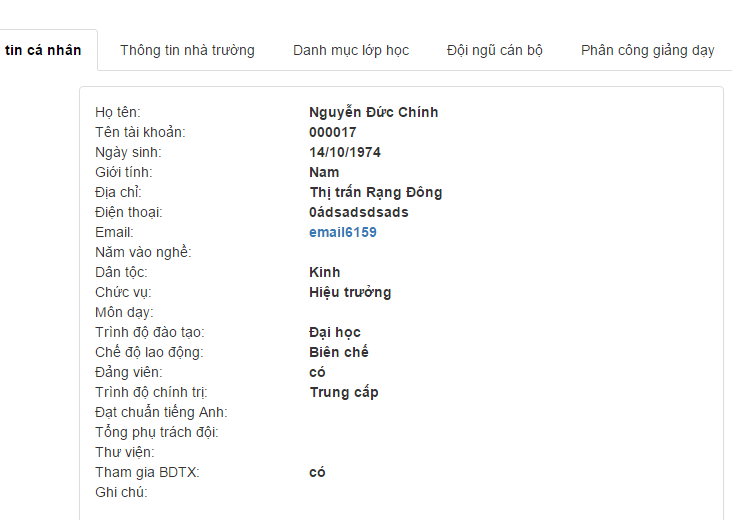 tin cá nhân Thông tin nhà trường Danh mục lớp học Đội ngũ cán bộ Phân công giảng dạy
Họ tên: Nguyễn Đức Chính
Tên tài khoản: 000017
Ngày sinh: 14/10/1974
Giới tính: Nam
Địa chỉ: Thị trấn Rạng Đông
Điện thoại: 0ádsadsdsads
Email: email6159
Năm vào nghề:
Dân tộc: Kinh
Chức vụ: Hiệu trưởng
Môn dạy:
Trình độ đào tạo: Đại học
Chế độ lao động: Biên chế
Đảng viên: có
Trình độ chính trị: Trung cấp
Đạt chuẩn tiếng Anh:
Tổng phụ trách đội:
Thư viện:
Tham gia BDTX: có
Ghi chú: